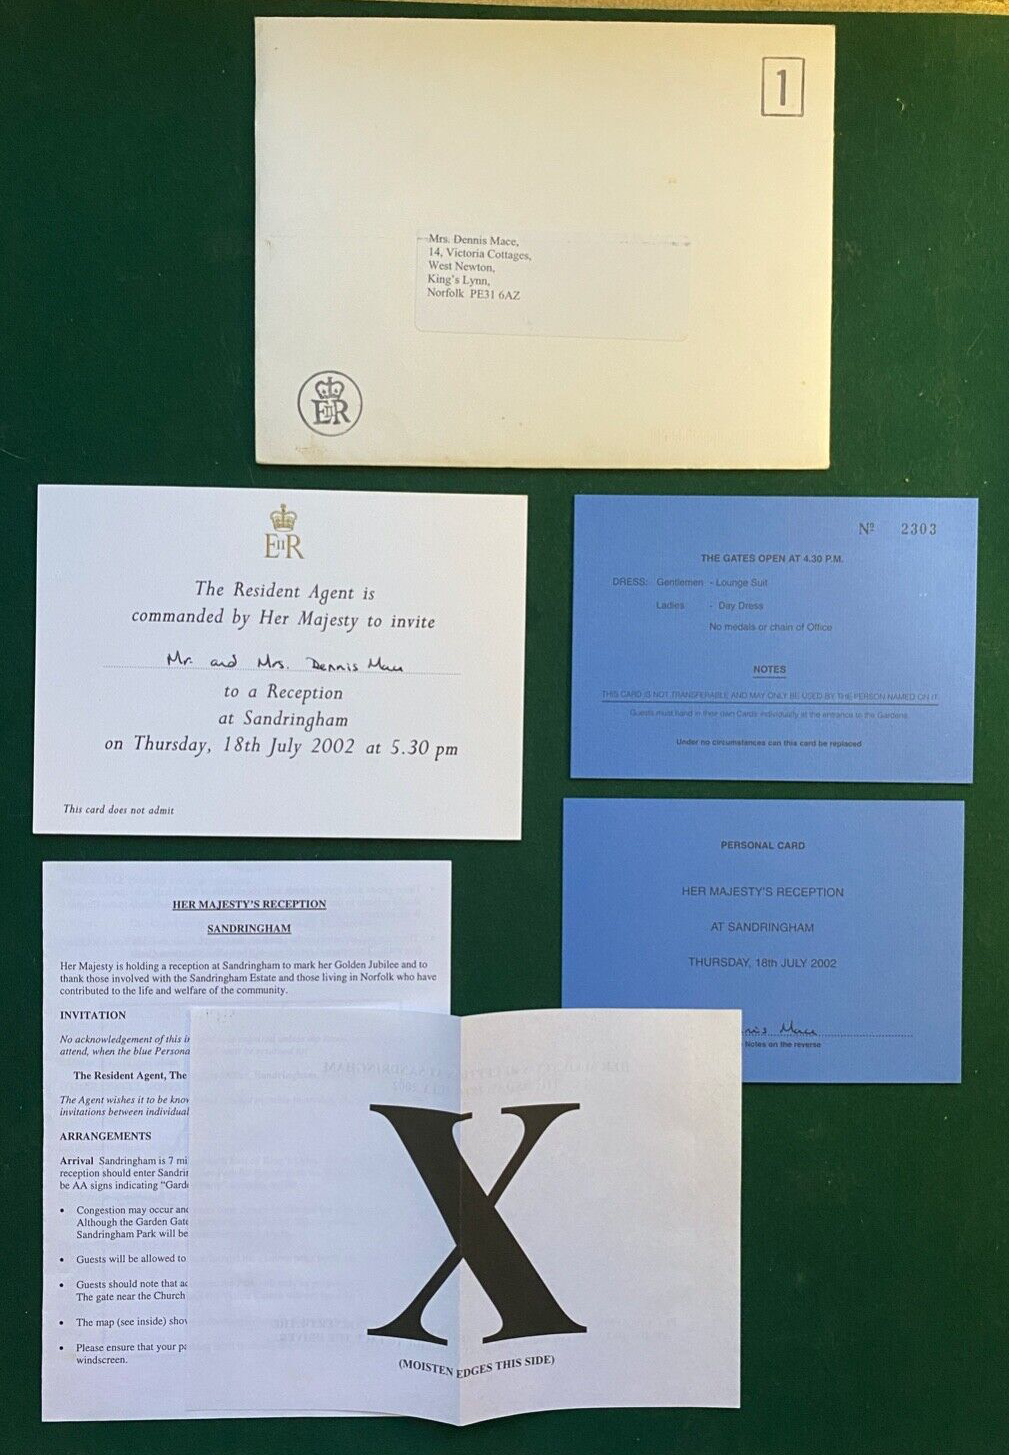 1
Mrs. Dennis Mace,
14, Victoria Cottages,
West Newton,
King's Lynn,
Norfolk PE31 6AZ
EIIR
EIIR
The Resident Agent is
commanded by Her Majesty to invite
Mr. and Mrs. Dennis Mace
to a Reception
at Sandringham
on Thursday, 18th July 2002 at 5.30 pm
This card does not admit
Nº 2303
THE GATES OPEN AT 4.30 P.M.
DRESS: Gentlemen - Lounge Suit
Ladies - Day Dress
No medals or chain of Office
NOTES
THIS CARD IS NOT TRANSFERABLE AND MAY ONLY BE USED BY THE PERSON NAMED ON IT.
Guests must hand in their own Cards individually at the entrance to the Gardens.
Under no circumstances can this card be replaced
PERSONAL CARD
HER MAJESTY'S RECEPTION
AT SANDRINGHAM
THURSDAY, 18th JULY 2002
nnis Mace
Notes on the reverse
HER MAJESTY'S RECEPTION
SANDRINGHAM
Her Majesty is holding a reception at Sandringham to mark her Golden Jubilee and to
thank those involved with the Sandringham Estate and those living in Norfolk who have
contributed to the life and welfare of the community.
INVITATION
No acknowledgement of this i
attend, when the blue Persona
The Resident Agent, The
The Agent wishes it to be know
invitations between individual
ARRANGEMENTS
Arrival Sandringham is 7 mi
reception should enter Sandrin
be AA signs indicating "Garde
• Congestion may occur and
Although the Garden Gate
Sandringham Park will be
• Guests will be allowed to
• Guests should note that ac
The gate near the Church
• The map (see inside) show
• Please ensure that your pa
windscreen.
X
(MOISTEN EDGES THIS SIDE)